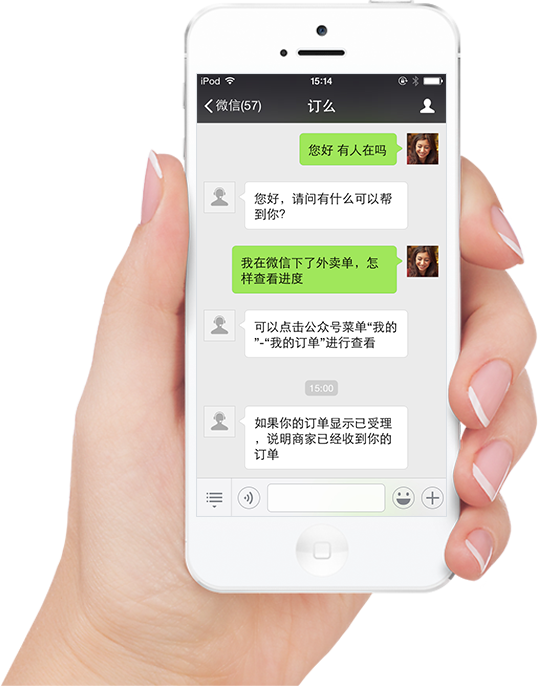 iPod 15:14
微信(57) 订么
您好 有人在吗
您好，请问有什么可以帮
到你?
我在微信下了外卖单，怎
样查看进度
可以点击公众号菜单“我的
”-“我的订单”进行查看
15:00
如果你的订单显示已受理
，说明商家已经收到你的
订单